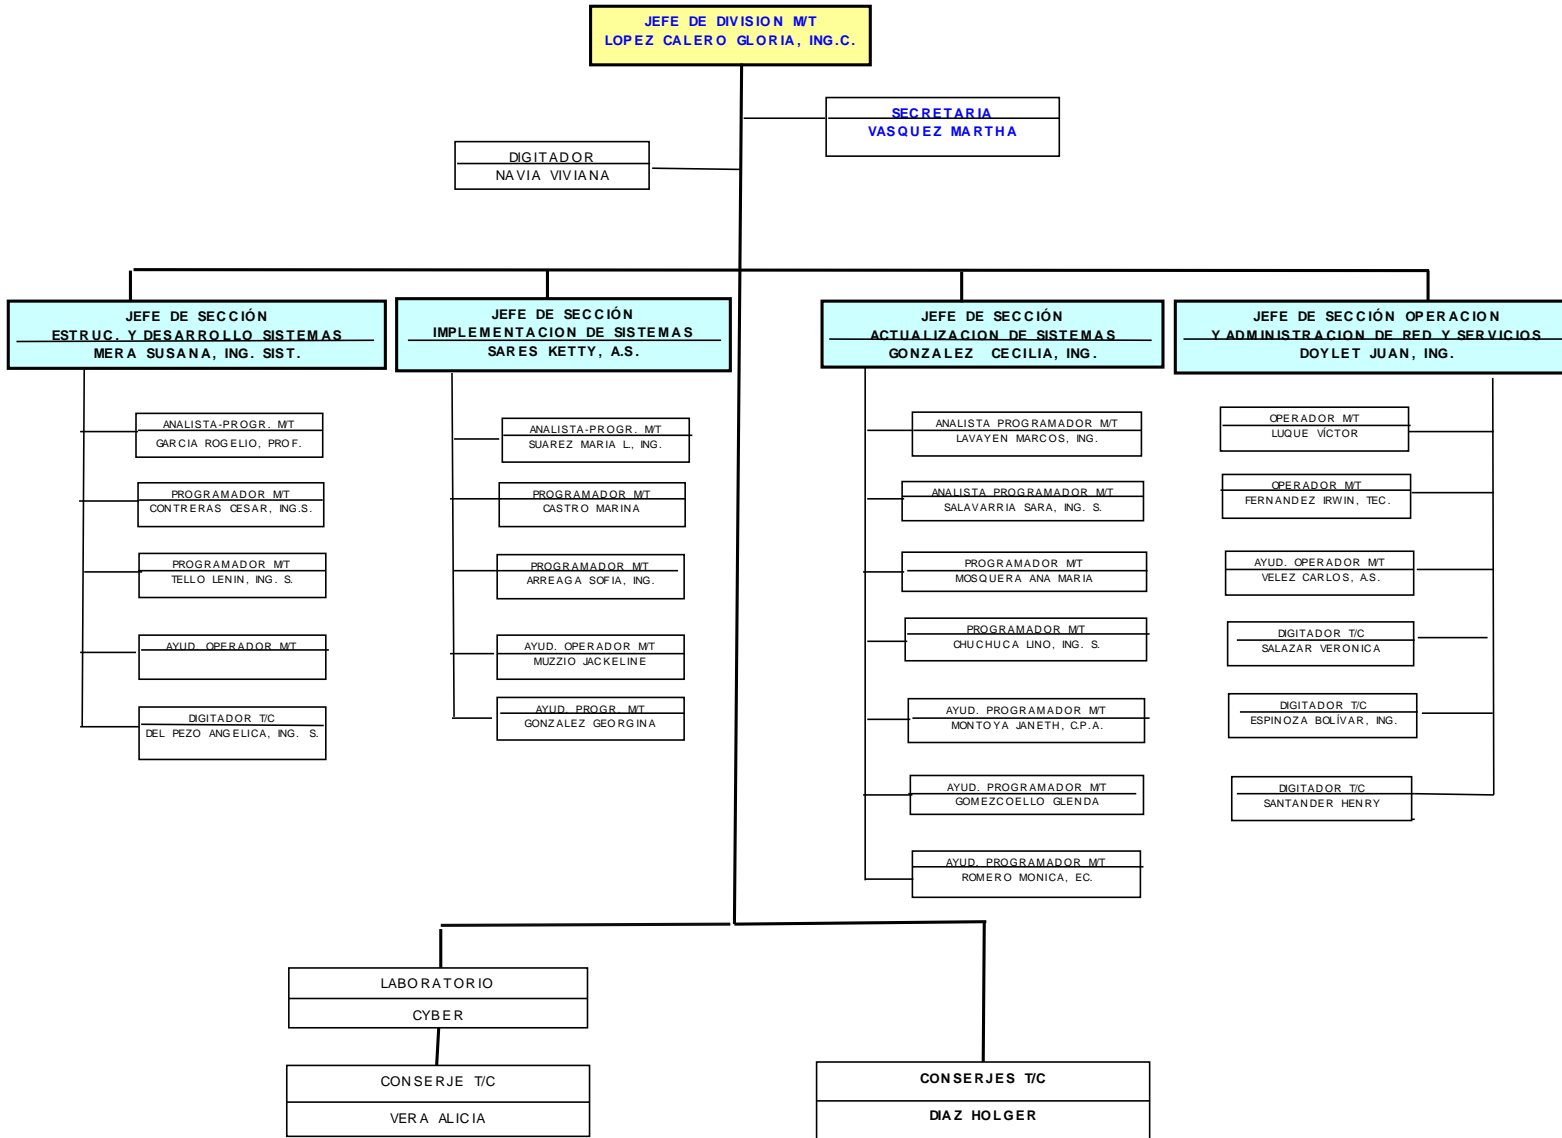 JEFE DE DIVISION M/T
LOPEZ CALERO GLORIA, ING.C.
SECRETARIA
VASQUEZ MARTHA
DIGITADOR
NAVIA VIVIANA
JEFE DE SECCIÓN
ESTRUC. Y DESARROLLO SISTEMAS
MERA SUSANA, ING. SIST.
ANALISTA-PROGR. M/T
GARCIA ROGELIO, PROF.
PROGRAMADOR M/T
CONTRERAS CESAR, ING.S.
PROGRAMADOR M/T
TELLO LENIN, ING. S.
AYUD. OPERADOR M/T
DIGITADOR T/C
DEL PEZO ANGELICA, ING. S.
JEFE DE SECCIÓN
IMPLEMENTACION DE SISTEMAS
SARES KETTY, A.S.
ANALISTA-PROGR. M/T
SUAREZ MARIA L., ING.
PROGRAMADOR M/T
CASTRO MARINA
PROGRAMADOR M/T
ARREAGA SOFIA, ING.
AYUD. OPERADOR M/T
MUZZIO JACKELINE
AYUD. PROGR. M/T
GONZALEZ GEORGINA
JEFE DE SECCIÓN
ACTUALIZACION DE SISTEMAS
GONZALEZ CECILIA, ING.
ANALISTA PROGRAMADOR M/T
LAVAYEN MARCOS, ING.
ANALISTA PROGRAMADOR M/T
SALAVARRIA SARA, ING. S.
PROGRAMADOR M/T
MOSQUERA ANA MARIA
PROGRAMADOR M/T
CHUCHUCA LINO, ING. S.
AYUD. PROGRAMADOR M/T
MONTOYA JANETH, C.P.A.
AYUD. PROGRAMADOR M/T
GOMEZCOELLO GLENDA
AYUD. PROGRAMADOR M/T
ROMERO MONICA, EC.
JEFE DE SECCIÓN OPERACION
Y ADMINISTRACION DE RED Y SERVICIOS
DOYLET JUAN, ING.
OPERADOR M/T
LUQUE VÍCTOR
OPERADOR M/T
FERNANDEZ IRWIN, TEC.
AYUD. OPERADOR M/T
VELEZ CARLOS, A.S.
DIGITADOR T/C
SALAZAR VERONICA
DIGITADOR T/C
ESPINOZA BOLÍVAR, ING.
DIGITADOR T/C
SANTANDER HENRY
LABORATORIO
CYBER
CONSERJE T/C
VERA ALICIA
CONSERJES T/C
DIAZ HOLGER